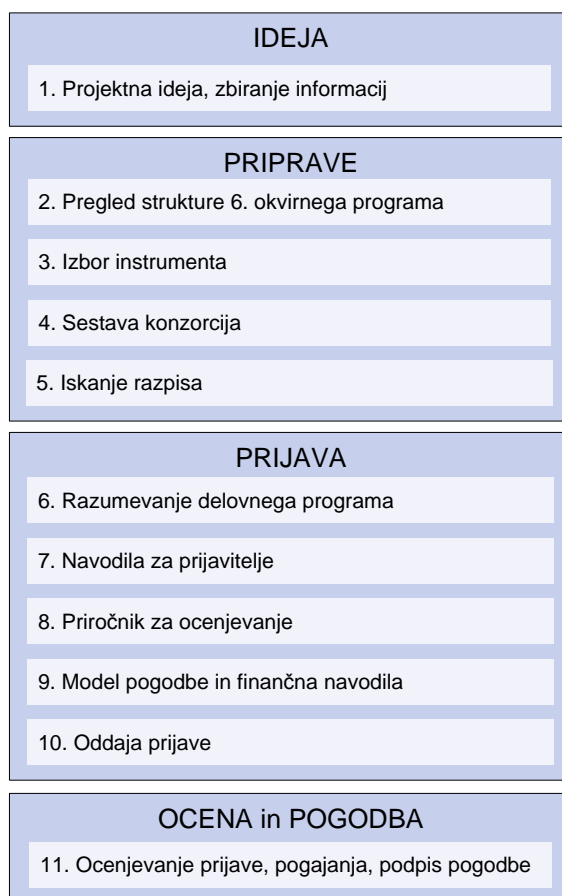 IDEJA
1. Projektna ideja, zbiranje informacij
PRIPRAVE
2. Pregled strukture 6. okvirnega programa
3. Izbor instrumenta
4. Sestava konzorcija
5. Iskanje razpisa
PRIJAVA
6. Razumevanje delovnega programa
7. Navodila za prijavitelje
8. Priročnik za ocenjevanje
9. Model pogodbe in finančna navodila
10. Oddaja prijave
OCENA in POGODBA
11. Ocenjevanje prijave, pogajanja, podpis pogodbe